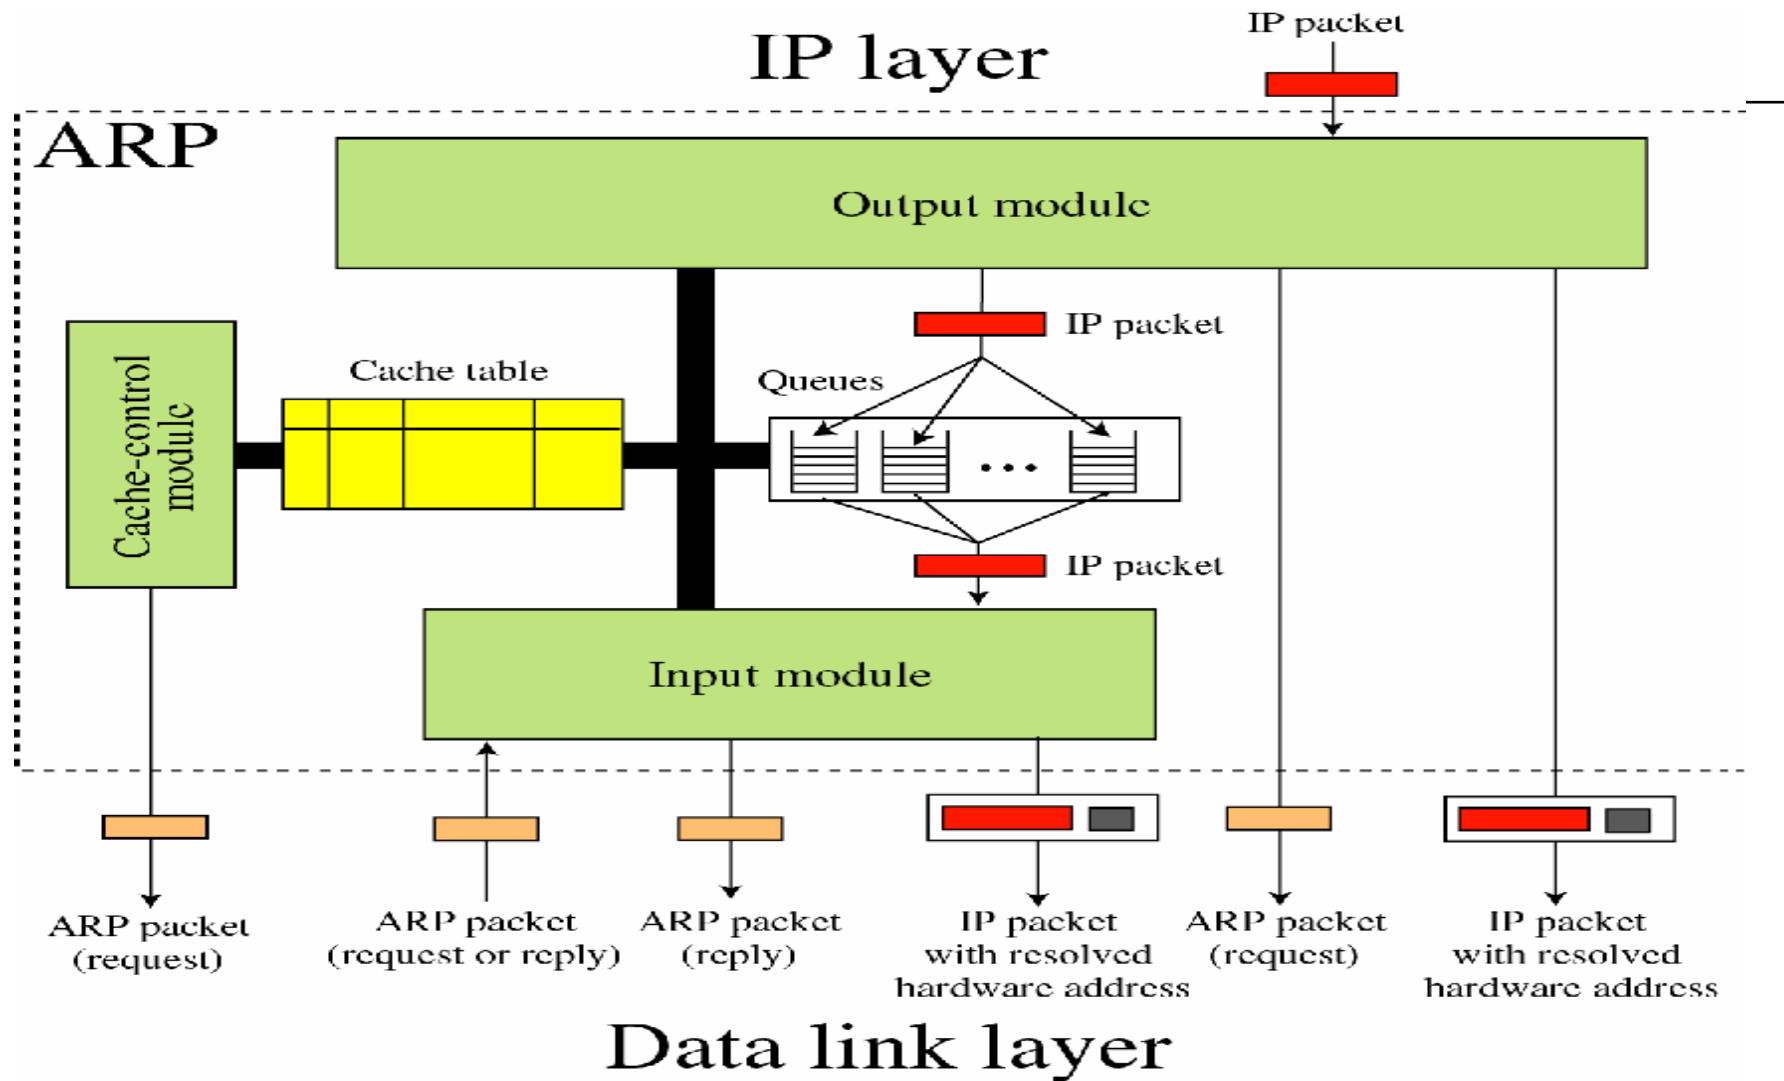 IP packet
IP layer
ARP
Output module
IP packet
Cache table
Queues
Cache-control
module
IP packet
Input module
ARP packet
(request)
ARP packet
(request or reply)
ARP packet
(reply)
IP packet
with resolved
hardware address
ARP packet
(request)
IP packet
with resolved
hardware address
Data link layer